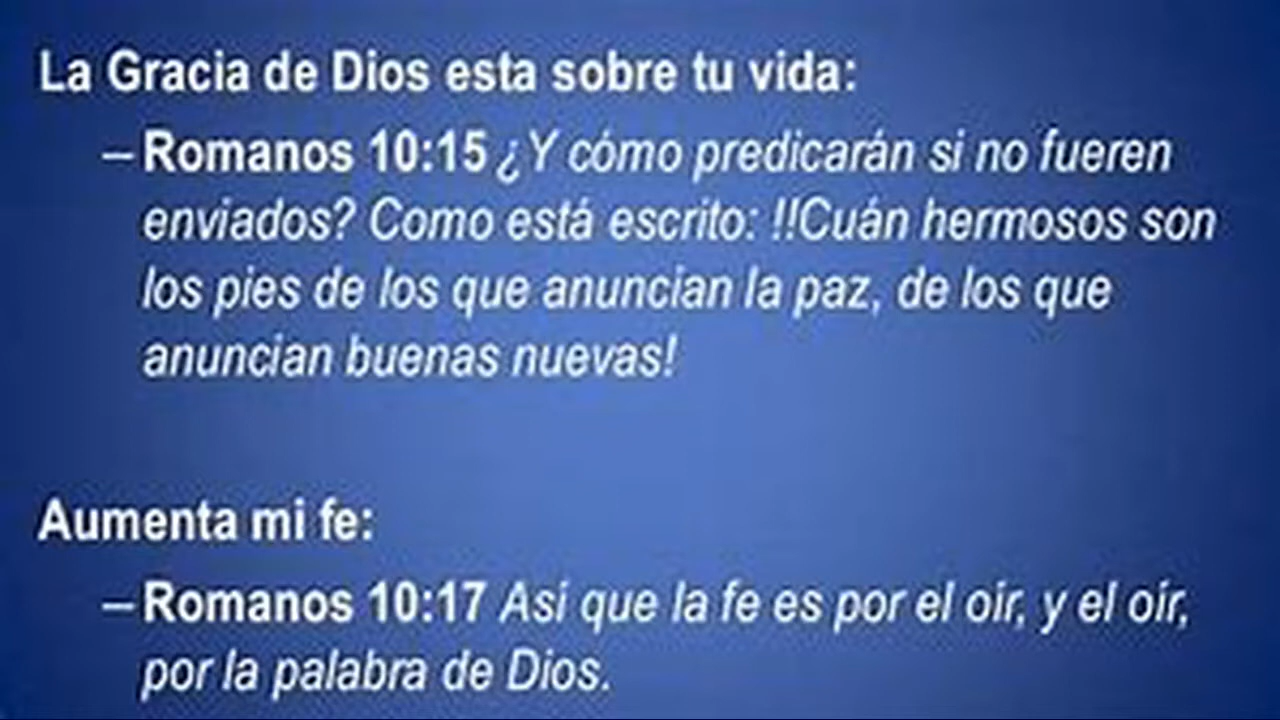 La Gracia de Dios esta sobre tu vida:
– Romanos 10:15 ¿Y cómo predicarán si no fueren
enviados? Como está escrito: !!Cuán hermosos son
los pies de los que anuncian la paz, de los que
anuncian buenas nuevas!
Aumenta mi fe:
– Romanos 10:17 Así que la fe es por el oír, y el oír,
por la palabra de Dios.